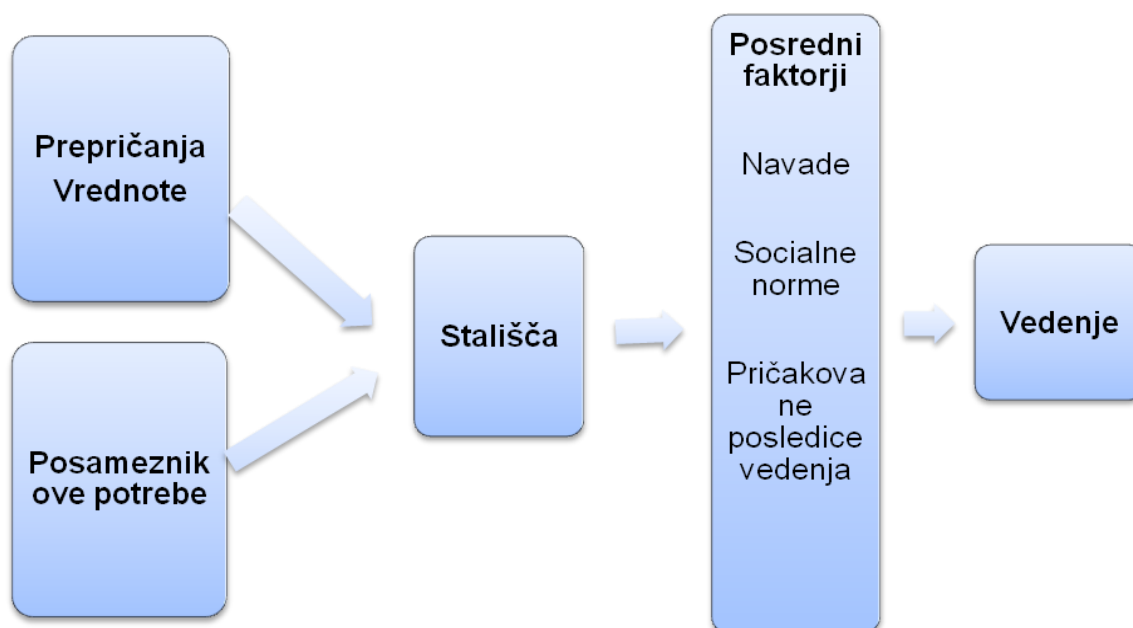 Prepričanja
Vrednote
Posameznik
ove potrebe
Stališča
Posredni
faktorji
Navade
Socialne
norme
Pričakova
ne
posledice
vedenja
Vedenje